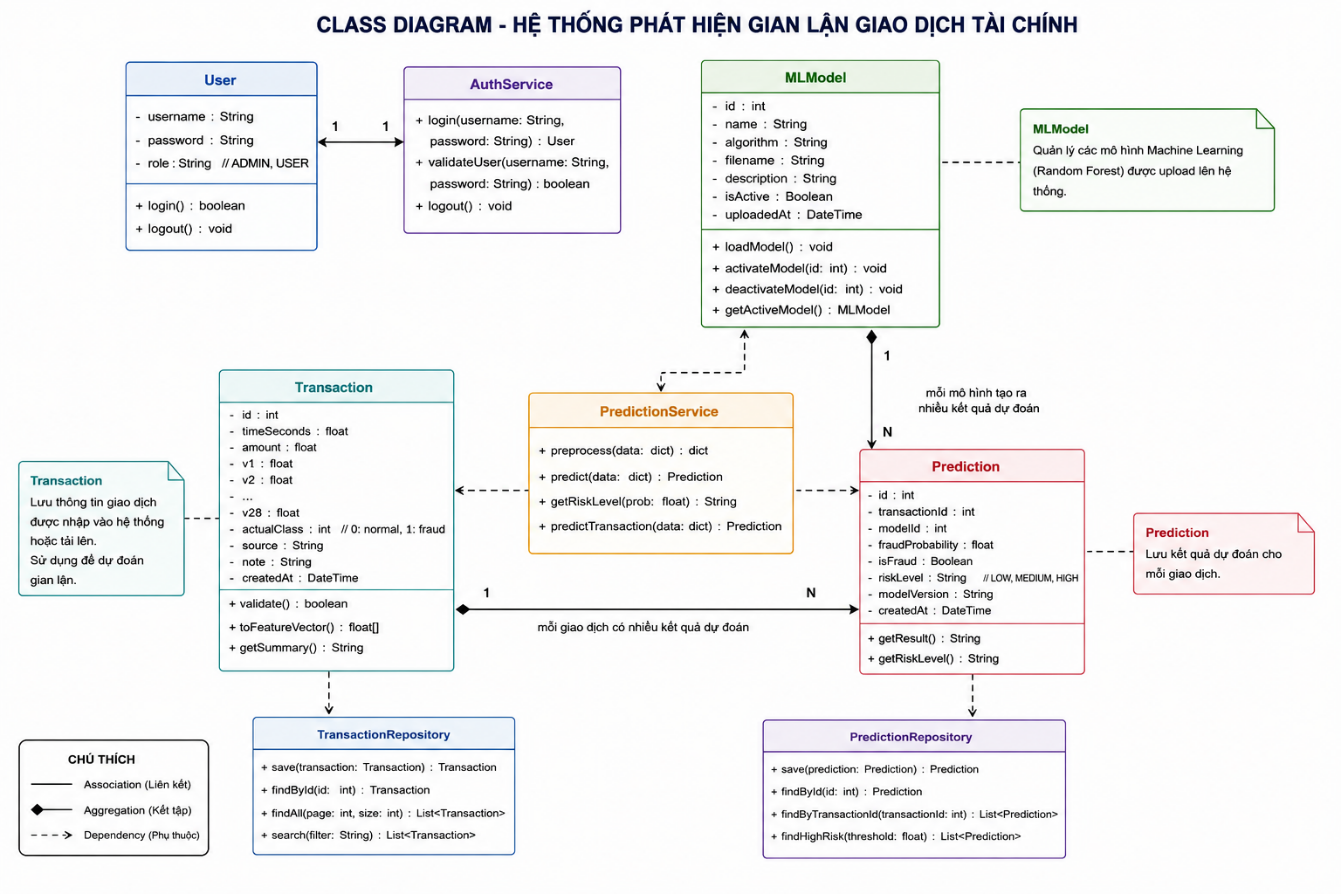 CLASS DIAGRAM - HỆ THỐNG PHÁT HIỆN GIAN LẬN GIAO DỊCH TÀI CHÍNH
User
- username : String
- password : String
- role : String // ADMIN, USER
+ login() : boolean
+ logout() : void
1
1
AuthService
+ login(username: String,
password: String) : User
+ validateUser(username: String,
password: String) : boolean
+ logout() : void
MLModel
- id : int
- name : String
- algorithm : String
- filename : String
- description : String
- isActive : Boolean
- uploadedAt : DateTime
+ loadModel() : void
+ activateModel(id: int) : void
+ deactivateModel(id: int) : void
+ getActiveModel() : MLModel
MLModel
Quản lý các mô hình Machine Learning
(Random Forest) được upload lên hệ
thống.
1
mỗi mô hình tạo ra
nhiều kết quả dự đoán
N
Transaction
Lưu thông tin giao dịch
được nhập vào hệ thống
hoặc tải lên.
Sử dụng để dự đoán
gian lận.
Transaction
- id : int
- timeSeconds : float
- amount : float
- v1 : float
- v2 : float
- ...
- v28 : float
- actualClass : int // 0: normal, 1: fraud
- source : String
- note : String
- createdAt : DateTime
+ validate() : boolean
+ toFeatureVector() : float[]
+ getSummary() : String
PredictionService
+ preprocess(data: dict) : dict
+ predict(data: dict) : Prediction
+ getRiskLevel(prob: float) : String
+ predictTransaction(data: dict) : Prediction
1
N
mỗi giao dịch có nhiều kết quả dự đoán
Prediction
- id : int
- transactionId : int
- modelId : int
- fraudProbability : float
- isFraud : Boolean
- riskLevel : String // LOW, MEDIUM, HIGH
- modelVersion : String
- createdAt : DateTime
+ getResult() : String
+ getRiskLevel() : String
Prediction
Lưu kết quả dự đoán cho
mỗi giao dịch.
CHÚ THÍCH
Association (Liên kết)
Aggregation (Kết tập)
Dependency (Phụ thuộc)
TransactionRepository
+ save(transaction: Transaction) : Transaction
+ findById(id: int) : Transaction
+ findAll(page: int, size: int) : List<Transaction>
+ search(filter: String) : List<Transaction>
PredictionRepository
+ save(prediction: Prediction) : Prediction
+ findById(id: int) : Prediction
+ findByTransactionId(transactionId: int) : List<Prediction>
+ findHighRisk(threshold: float) : List<Prediction>